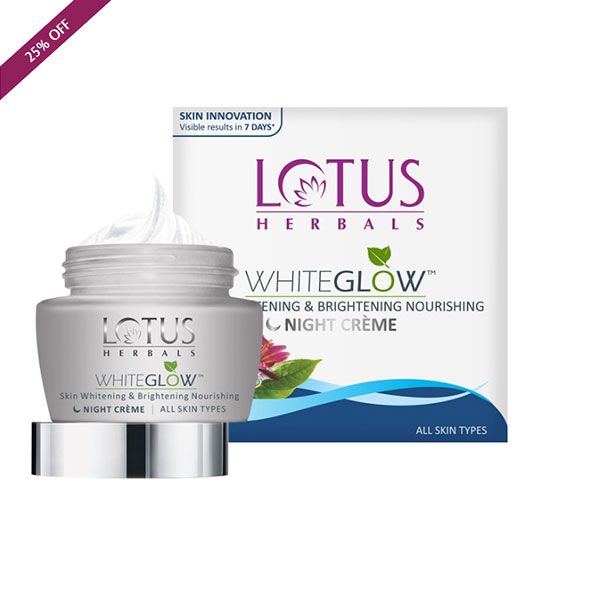 25% OFF
SKIN INNOVATION
Visible results in 7 DAYS*
LOTUS
HERBALS
WHITEGLOW™
TENING & BRIGHTENING NOURISHING
NIGHT CRÈME
ALL SKIN TYPES
LOTUS
HERBALS
WHITEGLOW™
Skin Whitening & Brightening Nourishing
NIGHT CRÈME | ALL SKIN TYPES